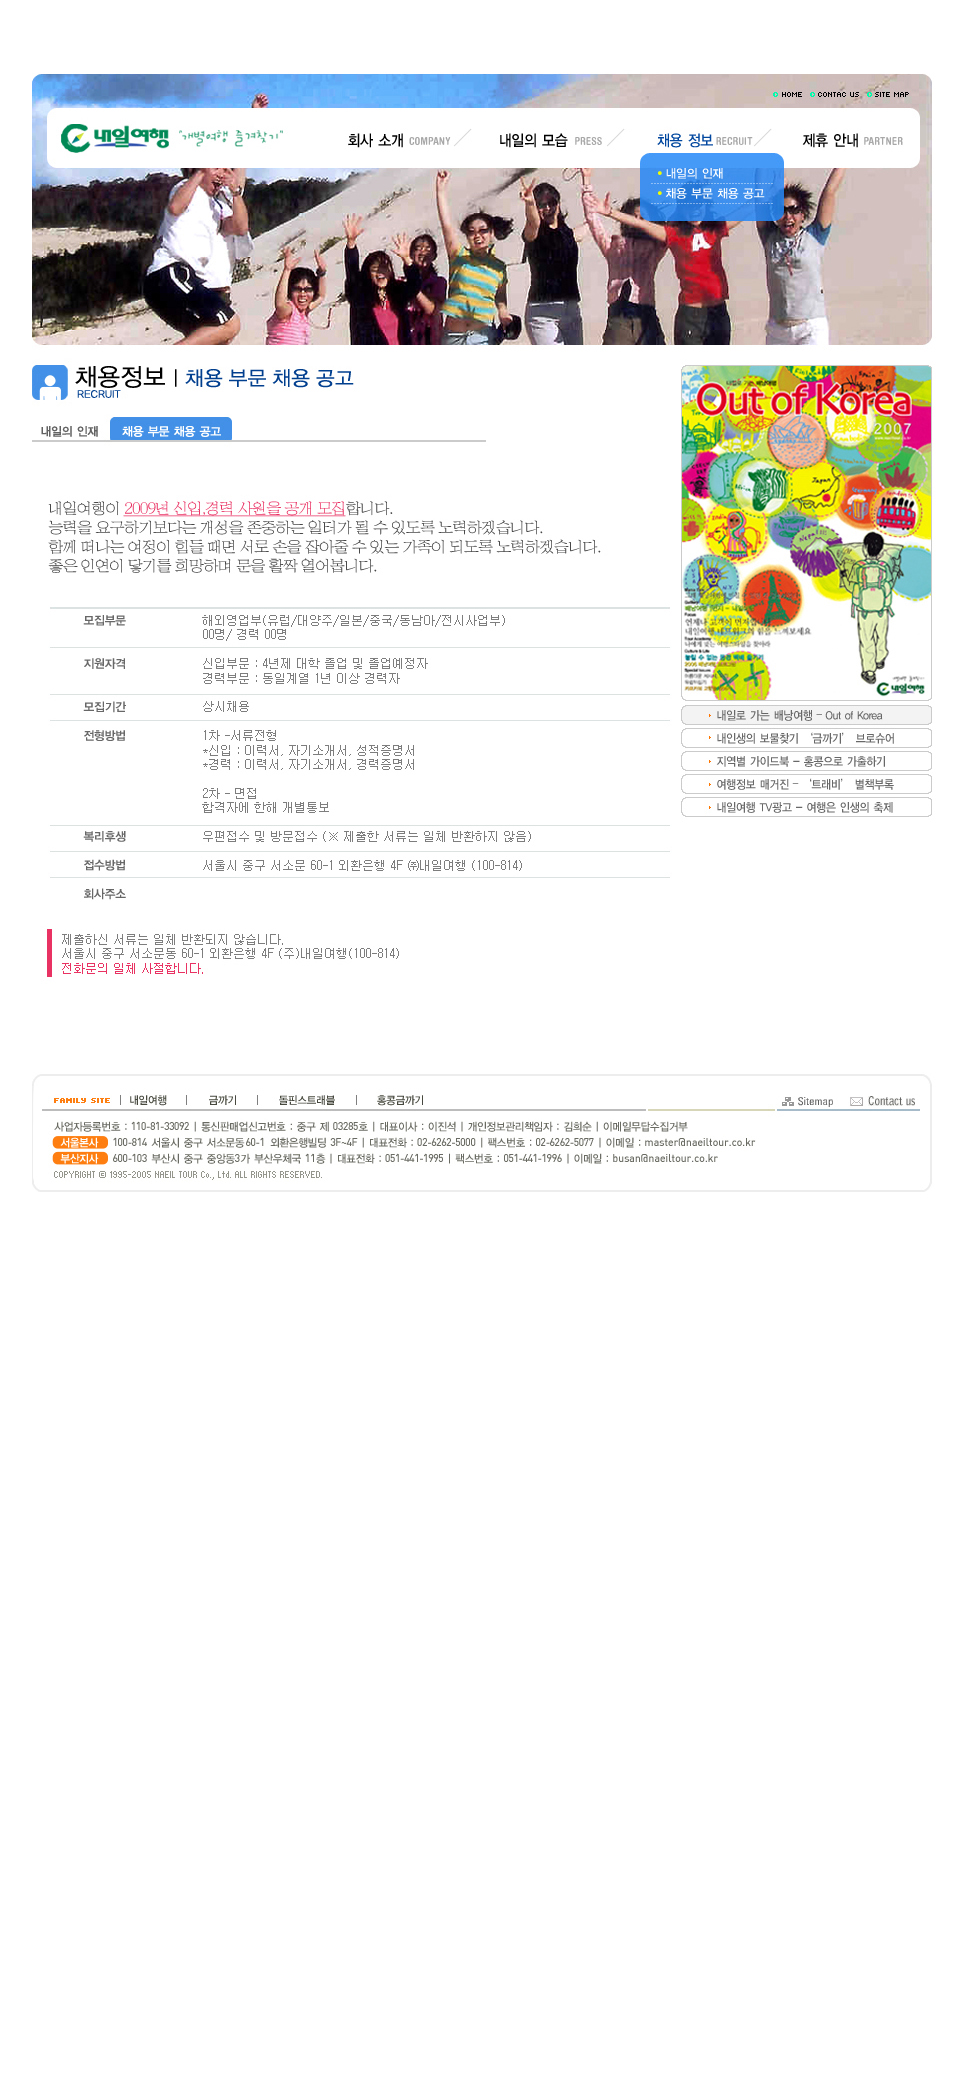 HOME CONTAC US SITE MAP
내일여행 "개별여행 즐겨찾기"
회사 소개 COMPANY 내일의 모습 PRESS 채용 정보 RECRUIT 제휴 안내 PARTNER
내일의 인재
채용 부문 채용 공고
채용정보 | 채용 부문 채용 공고
RECRUIT
내일의 인재 채용 부문 채용 공고
내일여행이 2009년 신입,경력 사원을 공개 모집합니다.
능력을 요구하기보다는 개성을 존중하는 일터가 될 수 있도록 노력하겠습니다.
함께 떠나는 여정이 힘들 때면 서로 손을 잡아줄 수 있는 가족이 되도록 노력하겠습니다.
좋은 인연이 닿기를 희망하며 문을 활짝 열어봅니다.
모집부문 해외영업부(유럽/대양주/일본/중국/동남아/전시사업부)
00명/ 경력 00명
지원자격 신입부문 : 4년제 대학 졸업 및 졸업예정자
경력부문 : 동일계열 1년 이상 경력자
모집기간 상시채용
전형방법 1차 -서류전형
*신입 : 이력서, 자기소개서, 성적증명서
*경력 : 이력서, 자기소개서, 경력증명서
2차 - 면접
합격자에 한해 개별통보
복리후생 우편접수 및 방문접수 (※ 제출한 서류는 일체 반환하지 않음)
접수방법 서울시 중구 서소문 60-1 외환은행 4F ㈜내일여행 (100-814)
회사주소
제출하신 서류는 일체 반환되지 않습니다.
서울시 중구 서소문동 60-1 외환은행 4F (주)내일여행(100-814)
전화문의 일체 사절합니다.
Out of Korea
2007
Japan
내일여행
내일로 가는 배낭여행 - Out of Korea
내인생의 보물찾기 '금까기' 브로슈어
지역별 가이드북 - 홍콩으로 가출하기
여행정보 매거진 - '트래비' 별책부록
내일여행 TV광고 - 여행은 인생의 축제
FAMILY SITE | 내일여행 | 금까기 | 돌핀스트래블 | 홍콩금까기 Sitemap Contact us
사업자등록번호 : 110-81-33092 | 통신판매업신고번호 : 중구 제 03285호 | 대표이사 : 이진석 | 개인정보관리책임자 : 김희순 | 이메일무답수집거부
서울본사 100-814 서울시 중구 서소문동 60-1 외환은행빌딩 3F~4F | 대표전화 : 02-6262-5000 | 팩스번호 : 02-6262-5077 | 이메일 : master@naeiltour.co.kr
부산지사 600-103 부산시 중구 중앙동3가 부산우체국 11층 | 대표전화 : 051-441-1995 | 팩스번호 : 051-441-1996 | 이메일 : busan@naeiltour.co.kr
COPYRIGHT © 1995-2005 NAEIL TOUR Co., Ltd. ALL RIGHTS RESERVED.